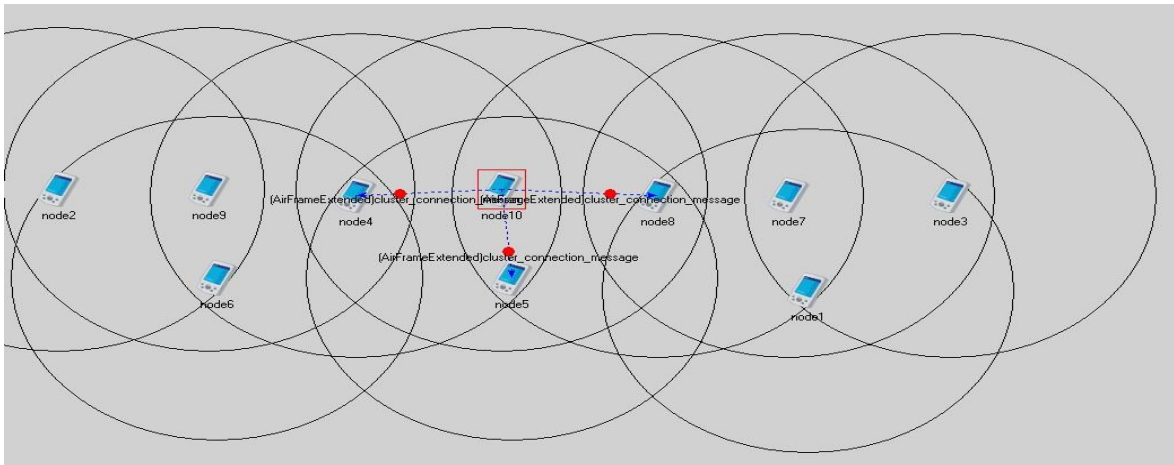 node2
node9
(AirFrameExtended)cluster_connection_message
(AirFrameExtended)cluster_connection_message
node4
node10
node8
node7
node3
(AirFrameExtended)cluster_connection_message
node6
node5
node1